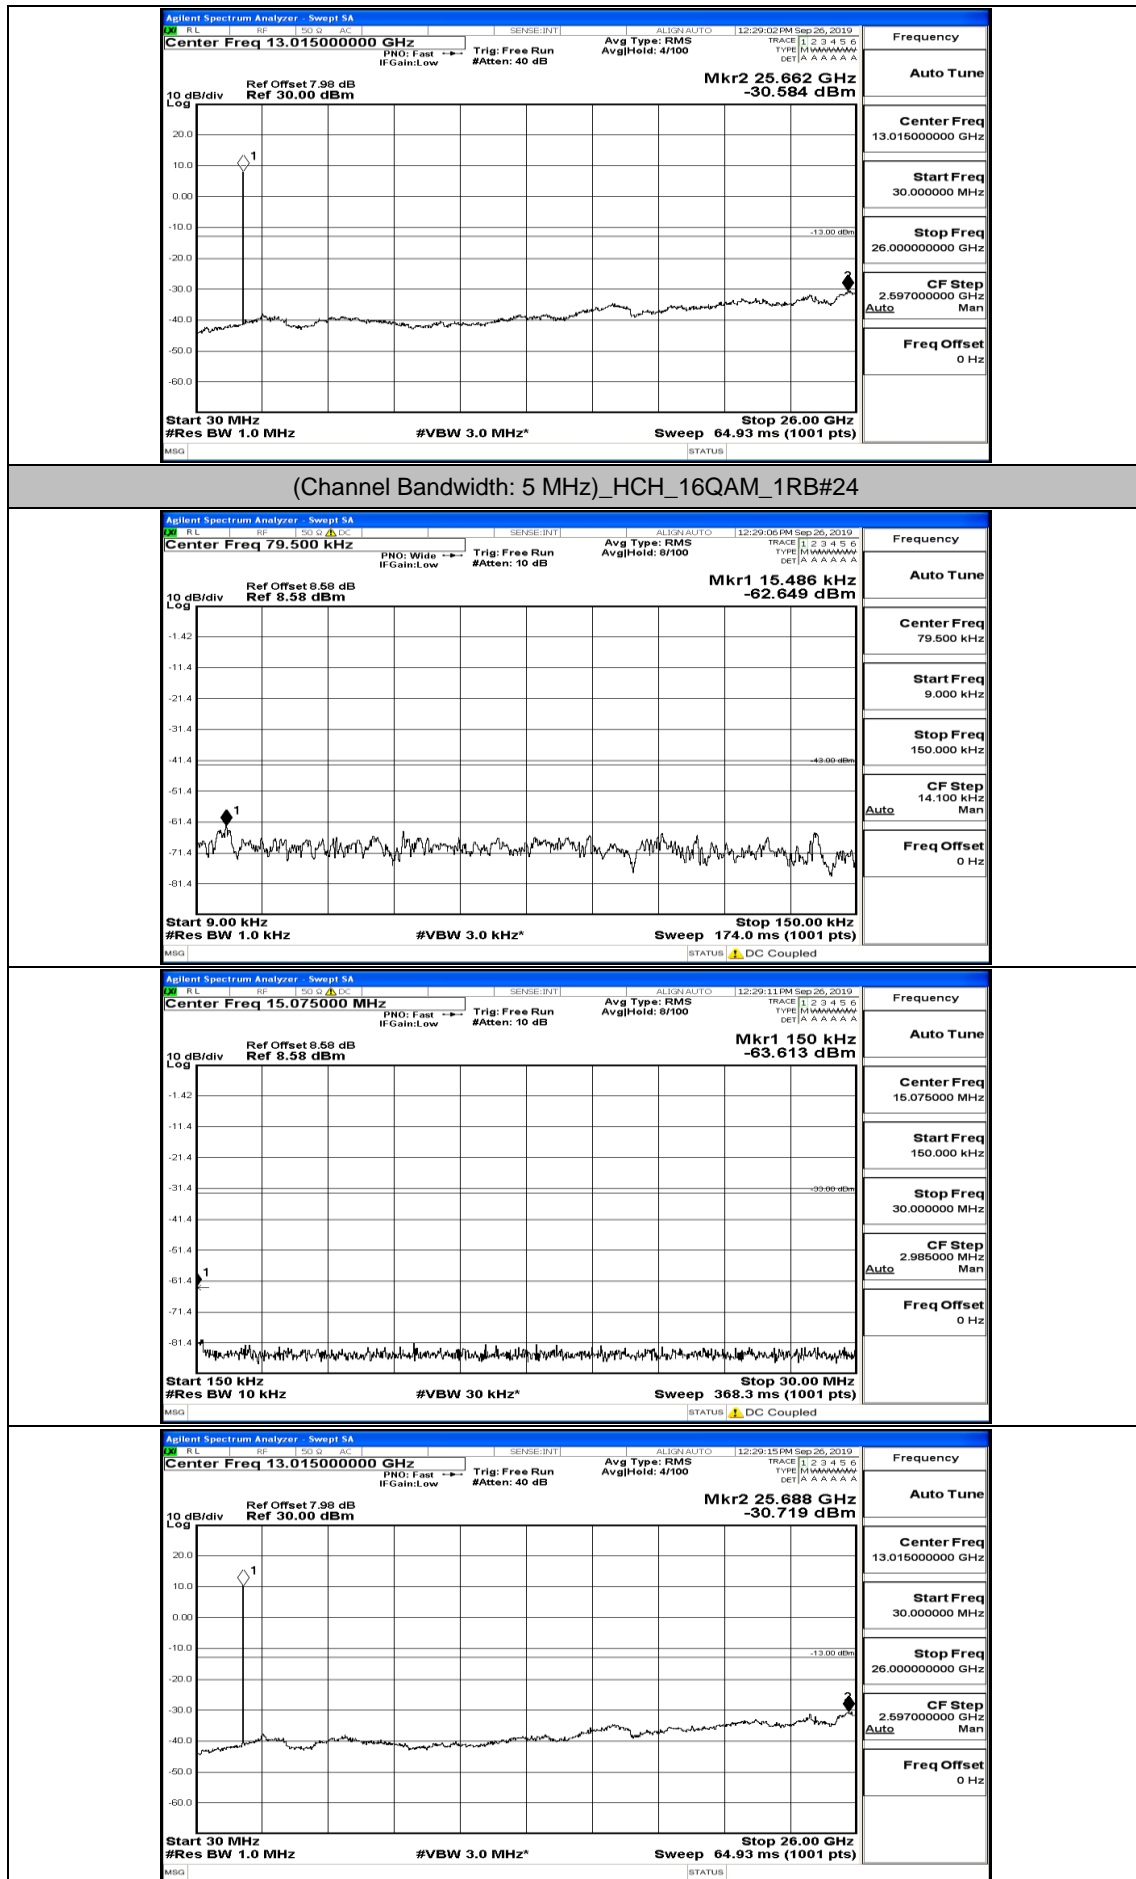 Agilent Spectrum Analyzer - Swept SA
LXI RL RF 50 Ω AC SENSE:INT ALIGN AUTO 12:29:02 PM Sep 26, 2019
Center Freq 13.015000000 GHz
PNO: Fast Trig: Free Run Avg Type: RMS TRACE 1 2 3 4 5 6
IFGain:Low #Atten: 40 dB Avg|Hold: 4/100 TYPE M WWWWW
DET A A A A A A
Frequency
Auto Tune
Mkr2 25.662 GHz
-30.584 dBm
Ref Offset 7.98 dB
10 dB/div Ref 30.00 dBm
Log
20.0
10.0
0.00
-10.0
-20.0
-30.0
-40.0
-50.0
-60.0
1
-13.00 dBm
2
Center Freq
13.015000000 GHz
Start Freq
30.000000 MHz
Stop Freq
26.000000000 GHz
CF Step
2.597000000 GHz
Auto Man
Freq Offset
0 Hz
Start 30 MHz Stop 26.00 GHz
#Res BW 1.0 MHz #VBW 3.0 MHz* Sweep 64.93 ms (1001 pts)
MSG STATUS
(Channel Bandwidth: 5 MHz)_HCH_16QAM_1RB#24
Agilent Spectrum Analyzer - Swept SA
LXI RL RF 50 Ω DC SENSE:INT ALIGN AUTO 12:29:06 PM Sep 26, 2019
Center Freq 79.500 kHz
PNO: Wide Trig: Free Run Avg Type: RMS TRACE 1 2 3 4 5 6
IFGain:Low #Atten: 10 dB Avg|Hold: 8/100 TYPE M WWWWW
DET A A A A A A
Frequency
Auto Tune
Mkr1 15.486 kHz
-62.649 dBm
Ref Offset 8.58 dB
10 dB/div Ref 8.58 dBm
Log
-1.42
-11.4
-21.4
-31.4
-41.4
-51.4
-61.4
-71.4
-81.4
-43.00 dBm
1
Center Freq
79.500 kHz
Start Freq
9.000 kHz
Stop Freq
150.000 kHz
CF Step
14.100 kHz
Auto Man
Freq Offset
0 Hz
Start 9.00 kHz Stop 150.00 kHz
#Res BW 1.0 kHz #VBW 3.0 kHz* Sweep 174.0 ms (1001 pts)
MSG STATUS DC Coupled
Agilent Spectrum Analyzer - Swept SA
LXI RL RF 50 Ω DC SENSE:INT ALIGN AUTO 12:29:11 PM Sep 26, 2019
Center Freq 15.075000 MHz
PNO: Fast Trig: Free Run Avg Type: RMS TRACE 1 2 3 4 5 6
IFGain:Low #Atten: 10 dB Avg|Hold: 8/100 TYPE M WWWWW
DET A A A A A A
Frequency
Auto Tune
Mkr1 150 kHz
-63.613 dBm
Ref Offset 8.58 dB
10 dB/div Ref 8.58 dBm
Log
-1.42
-11.4
-21.4
-31.4
-41.4
-51.4
-61.4
-71.4
-81.4
-33.00 dBm
1
Center Freq
15.075000 MHz
Start Freq
150.000 kHz
Stop Freq
30.000000 MHz
CF Step
2.985000 MHz
Auto Man
Freq Offset
0 Hz
Start 150 kHz Stop 30.00 MHz
#Res BW 10 kHz #VBW 30 kHz* Sweep 368.3 ms (1001 pts)
MSG STATUS DC Coupled
Agilent Spectrum Analyzer - Swept SA
LXI RL RF 50 Ω AC SENSE:INT ALIGN AUTO 12:29:15 PM Sep 26, 2019
Center Freq 13.015000000 GHz
PNO: Fast Trig: Free Run Avg Type: RMS TRACE 1 2 3 4 5 6
IFGain:Low #Atten: 40 dB Avg|Hold: 4/100 TYPE M WWWWW
DET A A A A A A
Frequency
Auto Tune
Mkr2 25.688 GHz
-30.719 dBm
Ref Offset 7.98 dB
10 dB/div Ref 30.00 dBm
Log
20.0
10.0
0.00
-10.0
-20.0
-30.0
-40.0
-50.0
-60.0
1
-13.00 dBm
2
Center Freq
13.015000000 GHz
Start Freq
30.000000 MHz
Stop Freq
26.000000000 GHz
CF Step
2.597000000 GHz
Auto Man
Freq Offset
0 Hz
Start 30 MHz Stop 26.00 GHz
#Res BW 1.0 MHz #VBW 3.0 MHz* Sweep 64.93 ms (1001 pts)
MSG STATUS